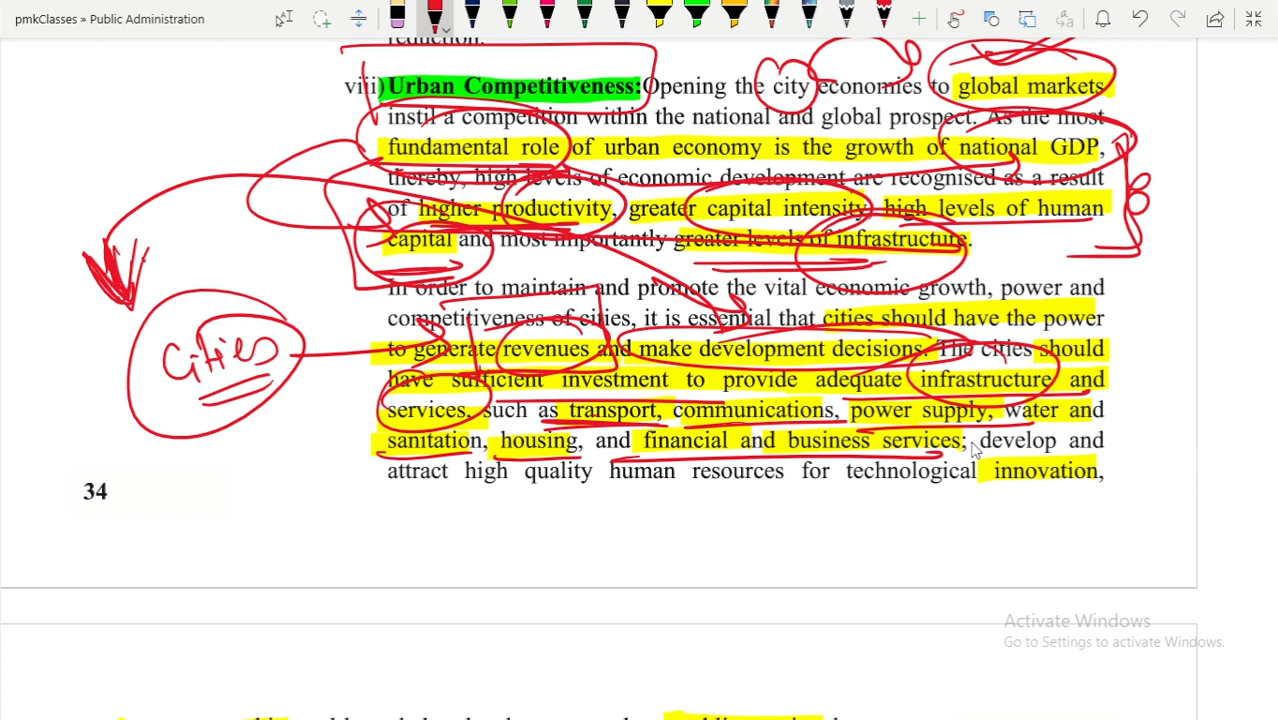 pmkClasses » Public Administration
reduction.
viii) Urban Competitiveness: Opening the city economies to global markets
instil a competition within the national and global prospect. As the most
fundamental role of urban economy is the growth of national GDP,
thereby, high levels of economic development are recognised as a result
of higher productivity, greater capital intensity, high levels of human
capital and most importantly greater levels of infrastructure.
In order to maintain and promote the vital economic growth, power and
competitiveness of cities, it is essential that cities should have the power
to generate revenues and make development decisions. The cities should
have sufficient investment to provide adequate infrastructure and
services, such as transport, communications, power supply, water and
sanitation, housing, and financial and business services; develop and
attract high quality human resources for technological innovation,
Cities
34
Activate Windows
Go to Settings to activate Windows.